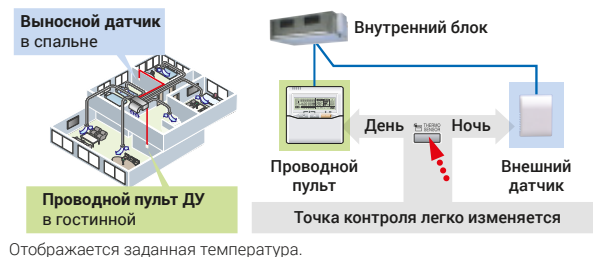 Выносной датчик
в спальне
Проводной пульт ДУ
в гостинной
Внутренний блок
День
THERMO
SENSOR
Ночь
Проводной
пульт
Внешний
датчик
Точка контроля легко изменяется
Отображается заданная температура.